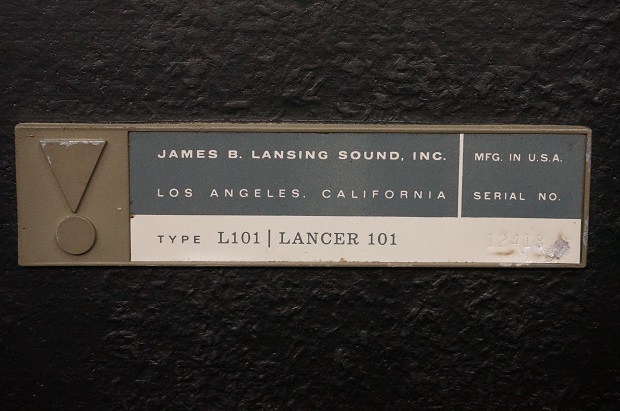 JAMES B. LANSING SOUND, INC.
LOS ANGELES, CALIFORNIA
MFG. IN U.S.A.
SERIAL NO.
TYPE L101 | LANCER 101